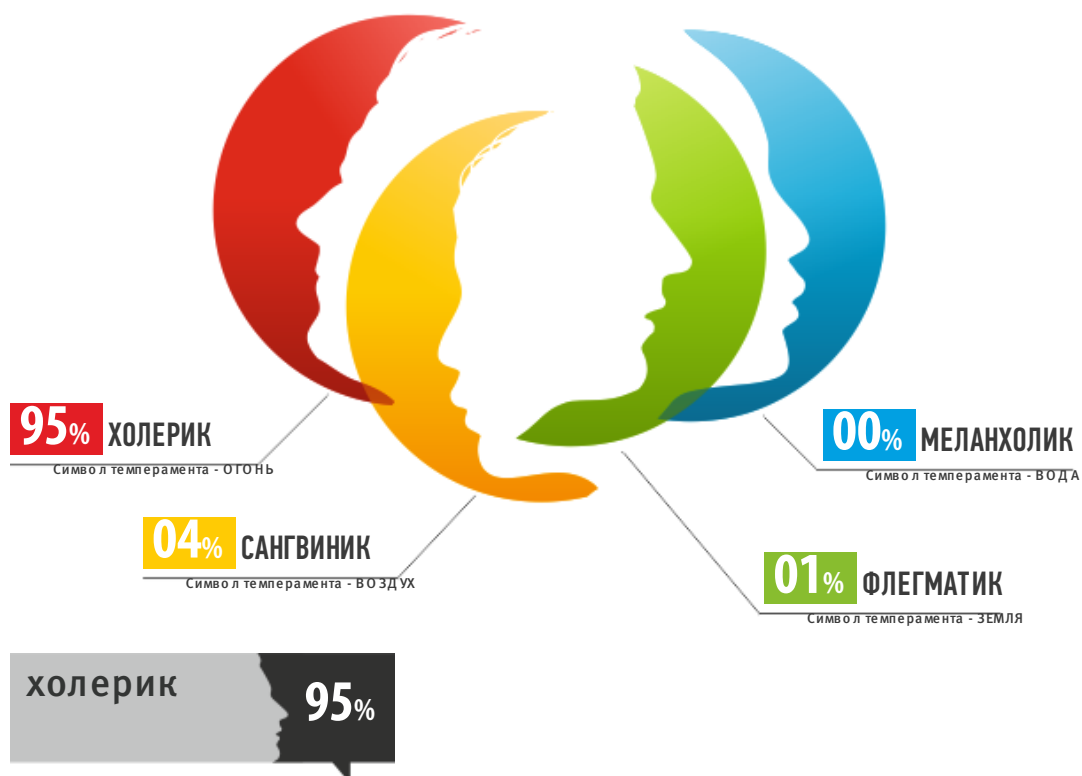 95% ХОЛЕРИК
Символ темперамента - ОГОНЬ
00% МЕЛАНХОЛИК
Символ темперамента - ВОДА
04% САНГВИНИК
Символ темперамента - ВОЗДУХ
01% ФЛЕГМАТИК
Символ темперамента - ЗЕМЛЯ
холерик 95%